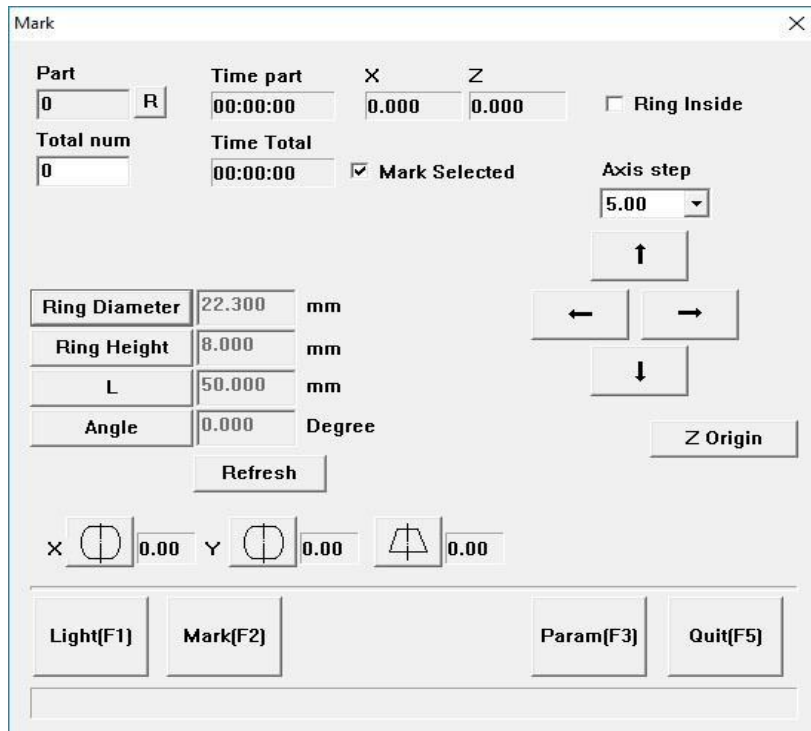 Mark
Part Time part X Z
0 R 00:00:00 0.000 0.000 Ring Inside
Total num Time Total
0 00:00:00 Mark Selected Axis step
5.00
Ring Diameter 22.300 mm
Ring Height 8.000 mm
L 50.000 mm
Angle 0.000 Degree
Z Origin
Refresh
X 0.00 Y 0.00 0.00
Light(F1) Mark(F2) Param(F3) Quit(F5)